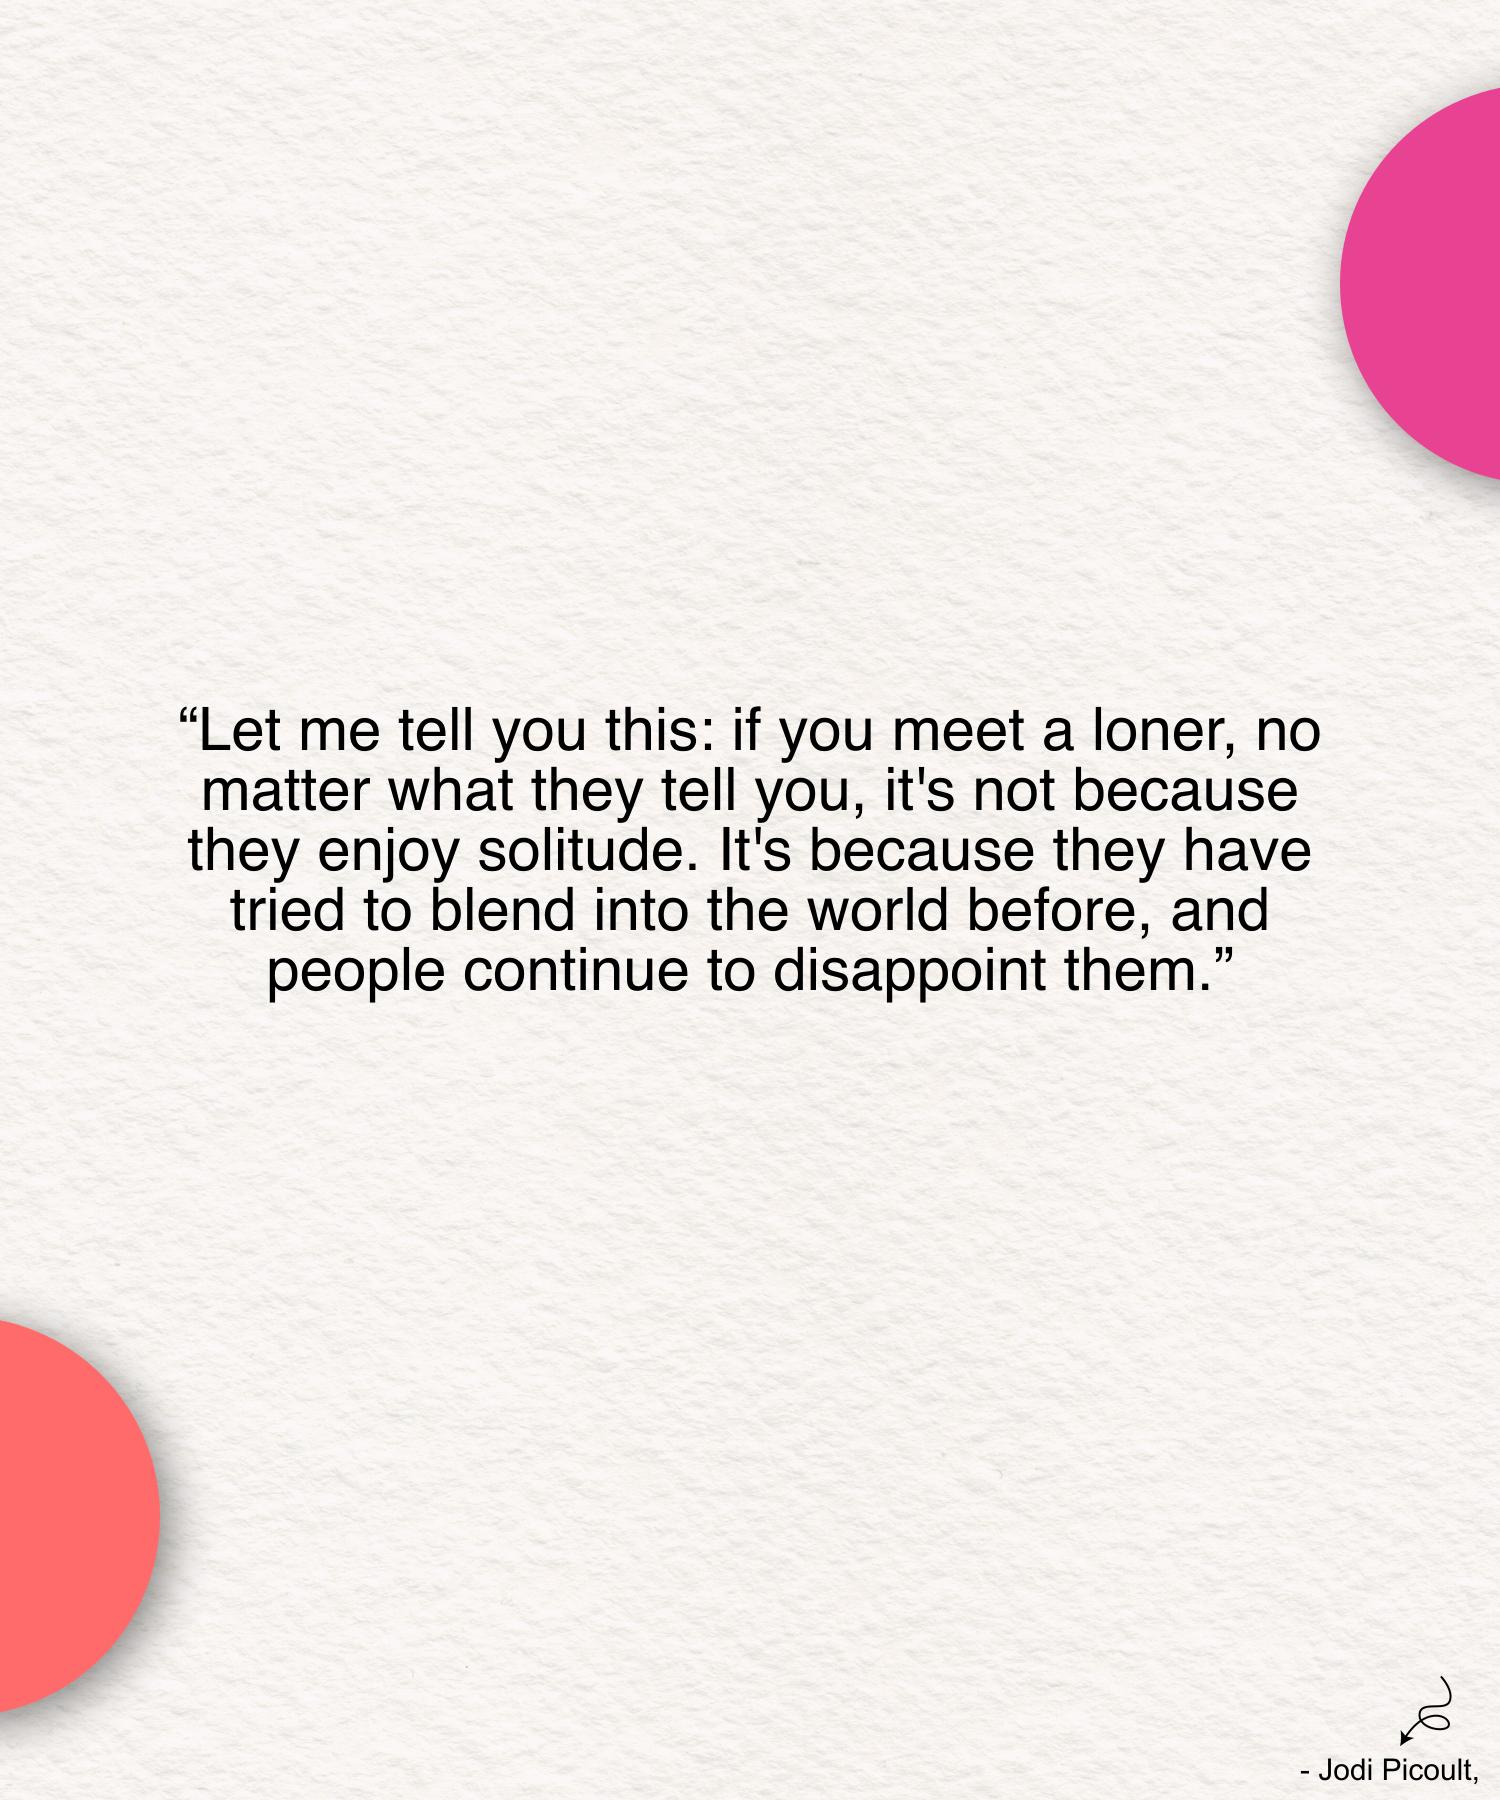 “Let me tell you this: if you meet a loner, no
matter what they tell you, it's not because
they enjoy solitude. It's because they have
tried to blend into the world before, and
people continue to disappoint them.”
- Jodi Picoult,